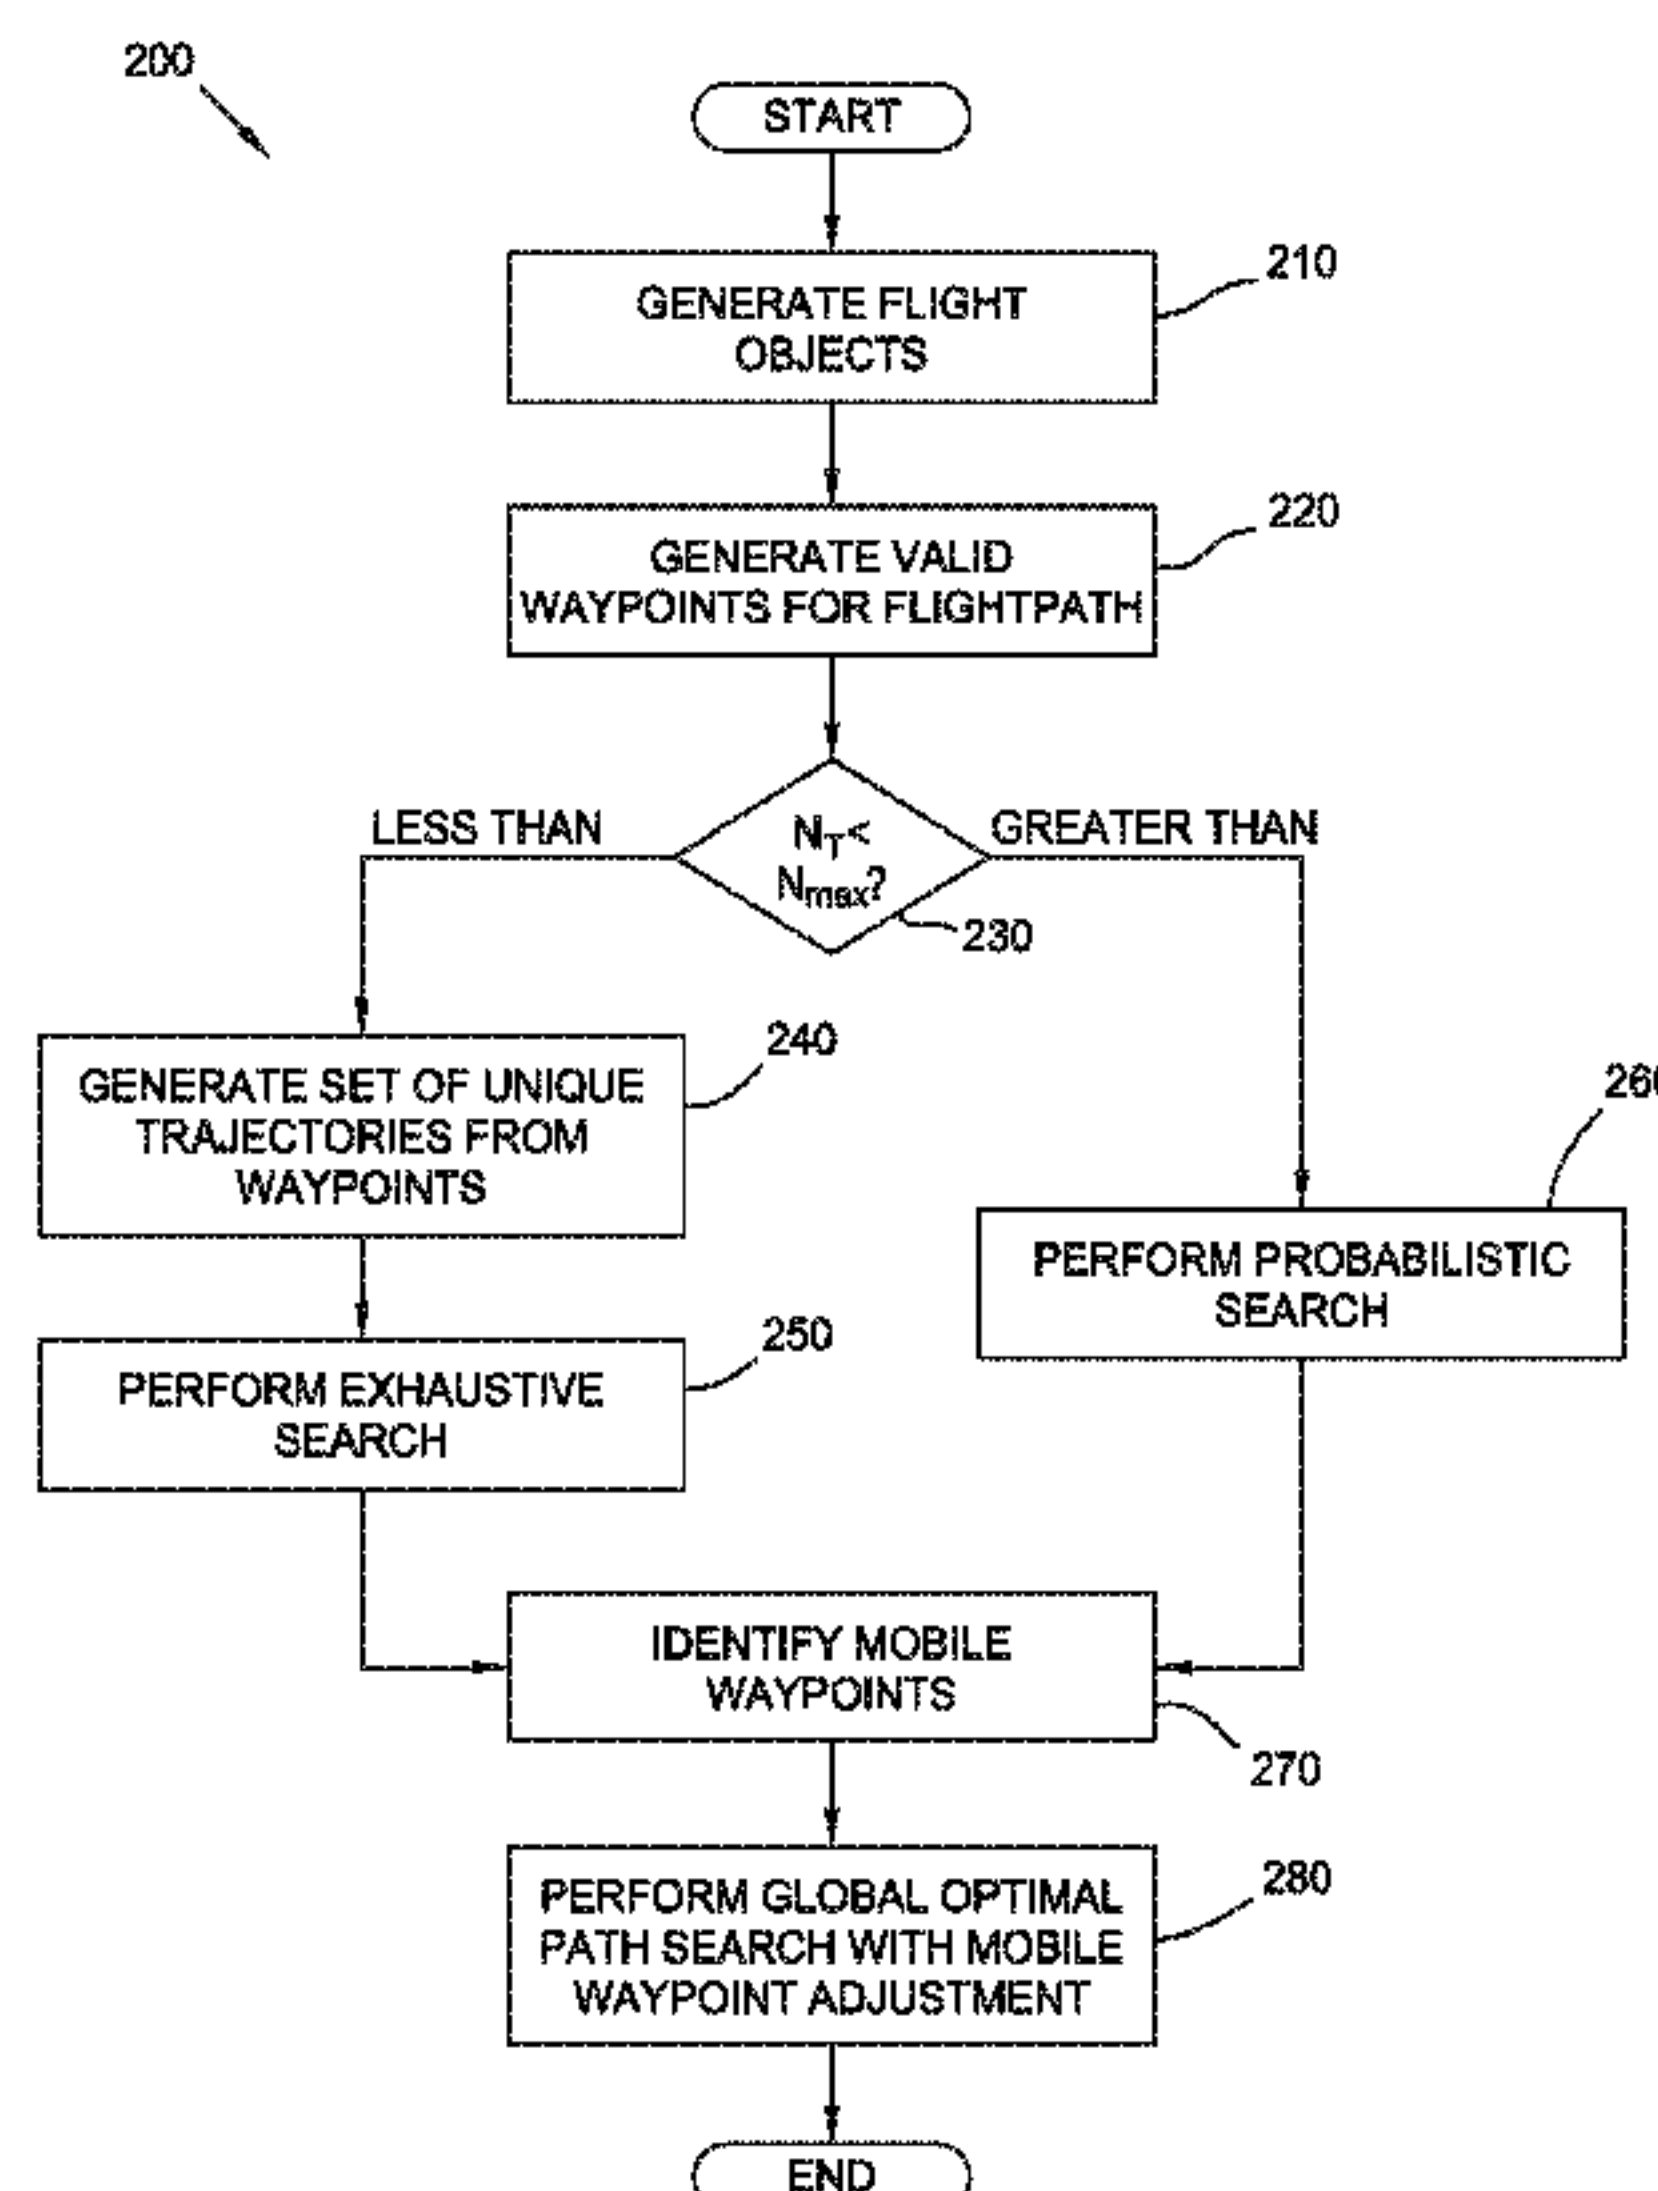 200
START
GENERATE FLIGHT
OBJECTS
210
GENERATE VALID
WAYPOINTS FOR FLIGHTPATH
220
LESS THAN
N_T<
N_max?
GREATER THAN
230
GENERATE SET OF UNIQUE
TRAJECTORIES FROM
WAYPOINTS
240
260
PERFORM PROBABILISTIC
SEARCH
PERFORM EXHAUSTIVE
SEARCH
250
IDENTIFY MOBILE
WAYPOINTS
270
PERFORM GLOBAL OPTIMAL
PATH SEARCH WITH MOBILE
WAYPOINT ADJUSTMENT
280
END